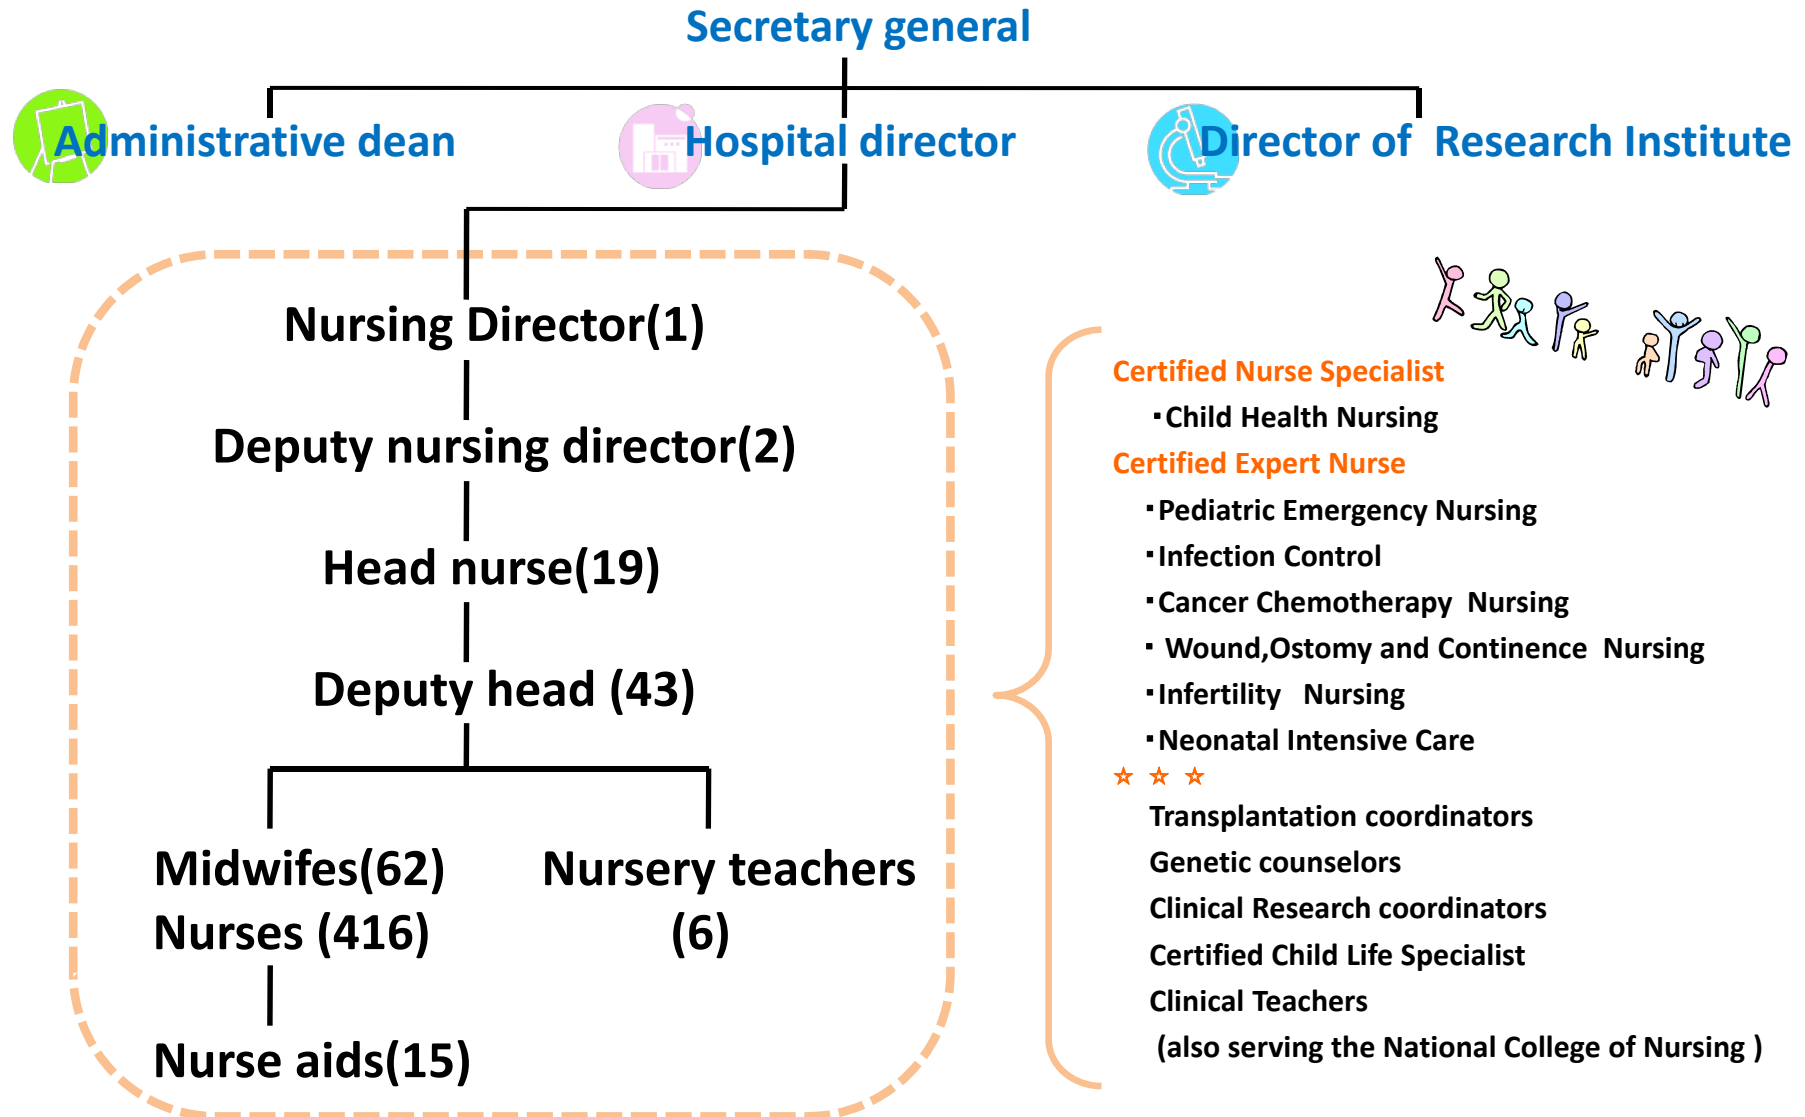 Secretary general
Administrative dean
Hospital director
Director of  Research Institute
Nursing Director(1)
Deputy nursing director(2)
Head nurse(19)
Deputy head (43)
Midwifes(62)
Nurses (416)
Nursery teachers
(6)
Nurse aids(15)
Certified Nurse Specialist
・Child Health Nursing
Certified Expert Nurse
・Pediatric Emergency Nursing
・Infection Control
・Cancer Chemotherapy  Nursing
・ Wound,Ostomy and Continence  Nursing
・Infertility   Nursing
・Neonatal Intensive Care
☆ ☆ ☆
Transplantation coordinators
Genetic counselors
Clinical Research coordinators
Certified Child Life Specialist
Clinical Teachers
(also serving the National College of Nursing )